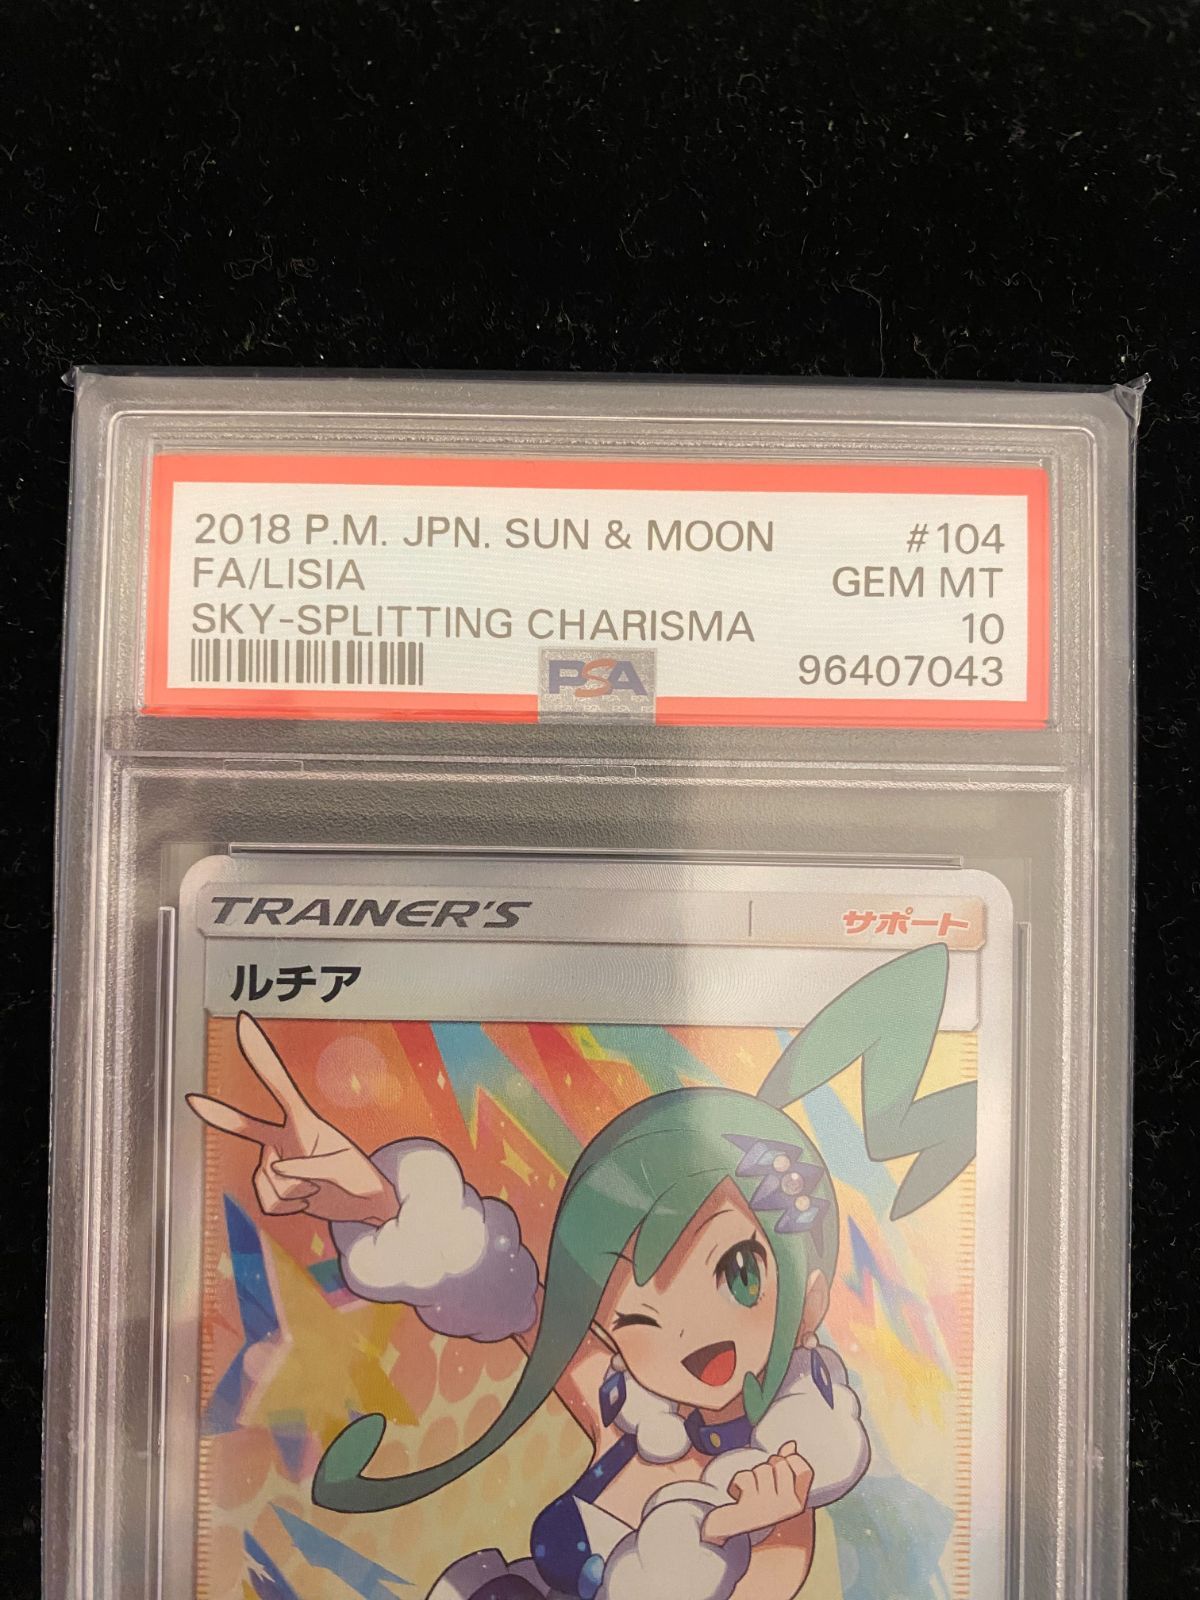 2018 P.M. JPN. SUN & MOON #104
FA/LISIA GEM MT
SKY-SPLITTING CHARISMA 10
PSA 96407043
TRAINER'S サポート
ルチア